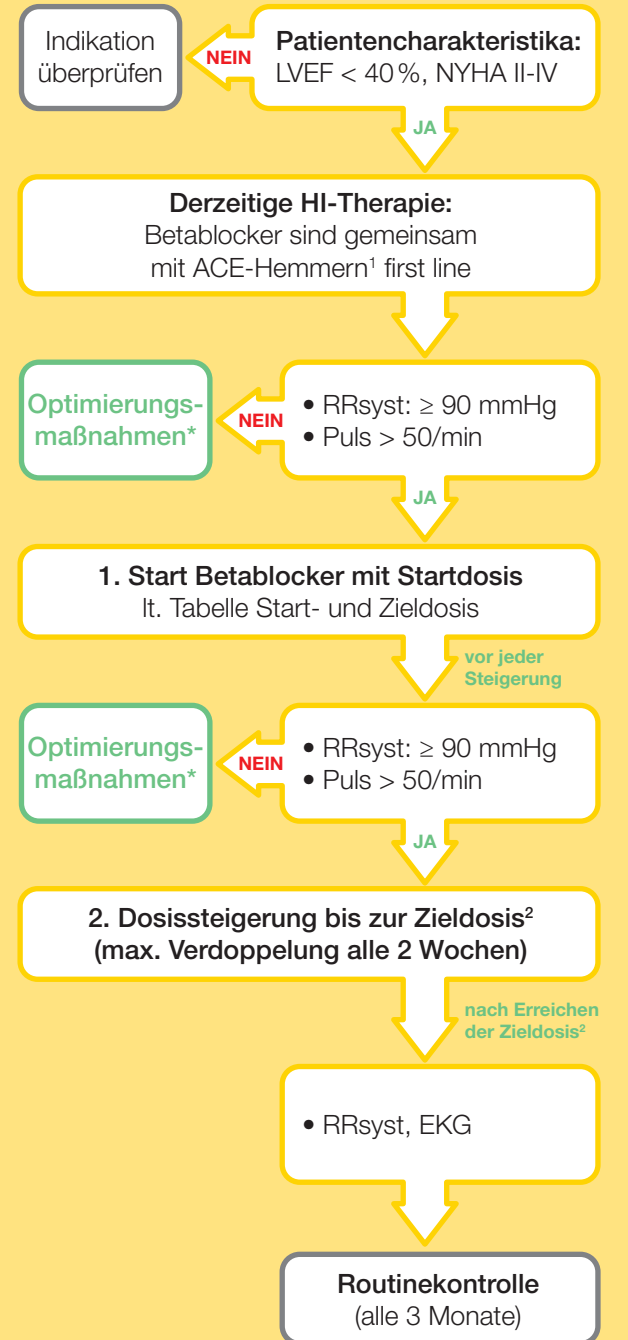 Indikation
überprüfen
NEIN
Patientencharakteristika:
LVEF < 40 %, NYHA II-IV
JA
Derzeitige HI-Therapie:
Betablocker sind gemeinsam
mit ACE-Hemmern¹ first line
Optimierungs-
maßnahmen*
NEIN
• RRsyst: ≥ 90 mmHg
• Puls > 50/min
JA
1. Start Betablocker mit Startdosis
lt. Tabelle Start- und Zieldosis
vor jeder
Steigerung
Optimierungs-
maßnahmen*
NEIN
• RRsyst: ≥ 90 mmHg
• Puls > 50/min
JA
2. Dosissteigerung bis zur Zieldosis²
(max. Verdoppelung alle 2 Wochen)
nach Erreichen
der Zieldosis²
• RRsyst, EKG
Routinekontrolle
(alle 3 Monate)